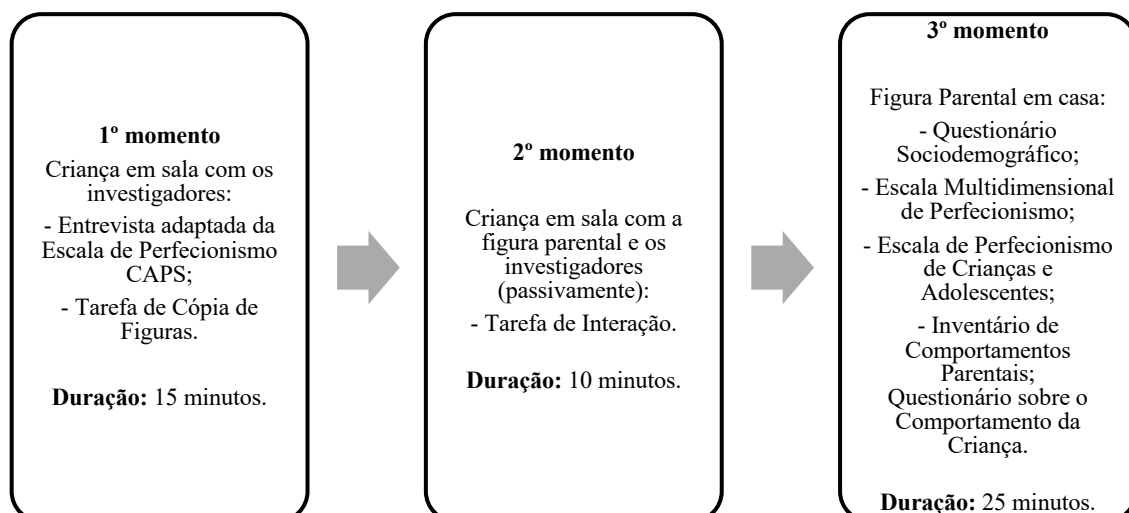 1º momento
Criança em sala com os
investigadores:
- Entrevista adaptada da
Escala de Perfecionismo
CAPS;
- Tarefa de Cópia de
Figuras.
Duração: 15 minutos.
2º momento
Criança em sala com a
figura parental e os
investigadores
(passivamente):
- Tarefa de Interação.
Duração: 10 minutos.
3º momento
Figura Parental em casa:
- Questionário
Sociodemográfico;
- Escala Multidimensional
de Perfecionismo;
- Escala de Perfecionismo
de Crianças e
Adolescentes;
- Inventário de
Comportamentos
Parentais;
Questionário sobre o
Comportamento da
Criança.
Duração: 25 minutos.